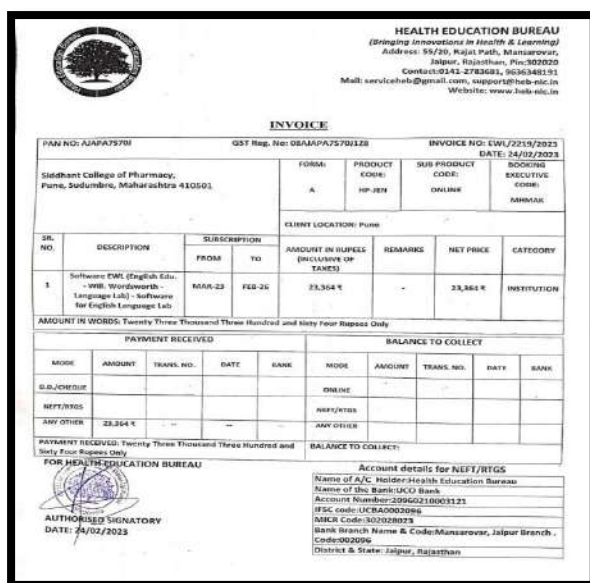 HEALTH EDUCATION BUREAU
(Bringing Innovations in Health & Learning)
Address: 55/20, Rajat Path, Mansarovar,
Jaipur, Rajasthan, Pin:302020
Contact:0141-2783681, 9636348191
Mail: serviceheb@gmail.com, support@heb-nic.in
Website: www.heb-nic.in
INVOICE
PAN NO: AJAPA7570J GST Reg. No: 08AJAPA7570J1Z8 INVOICE NO: EWL/2219/2023
DATE: 24/02/2023
Siddhant College of Pharmacy,
Pune, Sudumbre, Maharashtra 410501
FORM: PRODUCT CODE: SUB PRODUCT CODE: BOOKING EXECUTIVE CODE:
A HP-JEN ONLINE MHMAK
CLIENT LOCATION: Pune
SR. NO. DESCRIPTION SUBSCRIPTION AMOUNT IN RUPEES (INCLUSIVE OF TAXES) REMARKS NET PRICE CATEGORY
FROM TO
1 Software EWL (English Edu. - Will. Wordsworth - Language Lab) - Software for English Language Lab MAR-23 FEB-26 23,364 ₹ - 23,364 ₹ INSTITUTION
AMOUNT IN WORDS: Twenty Three Thousand Three Hundred and Sixty Four Rupees Only
PAYMENT RECEIVED BALANCE TO COLLECT
MODE AMOUNT TRANS. NO. DATE BANK MODE AMOUNT TRANS. NO. DATE BANK
D.D./CHEQUE ONLINE
NEFT/RTGS NEFT/RTGS
ANY OTHER 23,364 ₹ - -- -- ANY OTHER
PAYMENT RECEIVED: Twenty Three Thousand Three Hundred and
Sixty Four Rupees Only
BALANCE TO COLLECT:
FOR HEALTH EDUCATION BUREAU
AUTHORISED SIGNATORY
DATE: 24/02/2023
Account details for NEFT/RTGS
Name of A/C Holder:Health Education Bureau
Name of the Bank:UCO Bank
Account Number:20960210003121
IFSC code:UCBA0002096
MICR Code:302028023
Bank Branch Name & Code:Mansarovar, Jaipur Branch .
Code:002096
District & State: Jaipur, Rajasthan